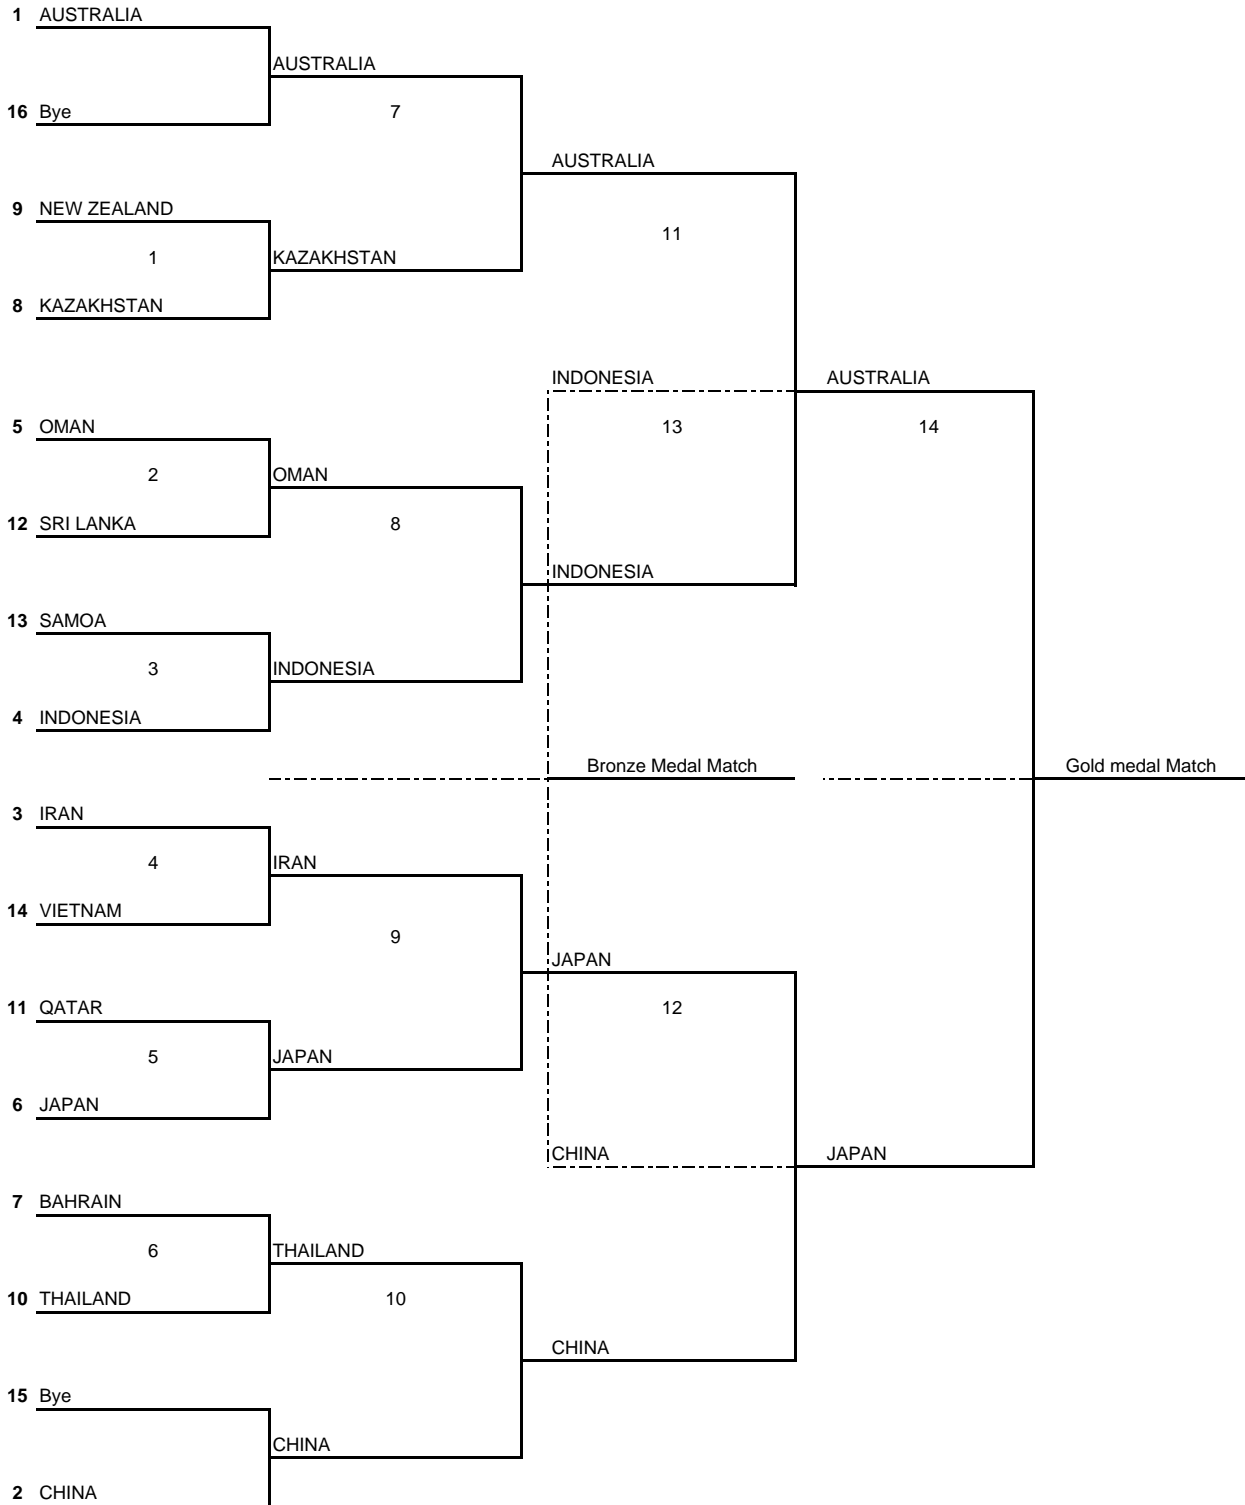 1 AUSTRALIA
AUSTRALIA
16 Bye 7
AUSTRALIA
9 NEW ZEALAND
11
1 KAZAKHSTAN
8 KAZAKHSTAN
INDONESIA AUSTRALIA
5 OMAN 13 14
2 OMAN
12 SRI LANKA 8
INDONESIA
13 SAMOA
3 INDONESIA
4 INDONESIA
Bronze Medal Match Gold medal Match
3 IRAN
4 IRAN
14 VIETNAM
9
JAPAN
11 QATAR 12
5 JAPAN
6 JAPAN
CHINA JAPAN
7 BAHRAIN
6 THAILAND
10 THAILAND 10
CHINA
15 Bye
CHINA
2 CHINA